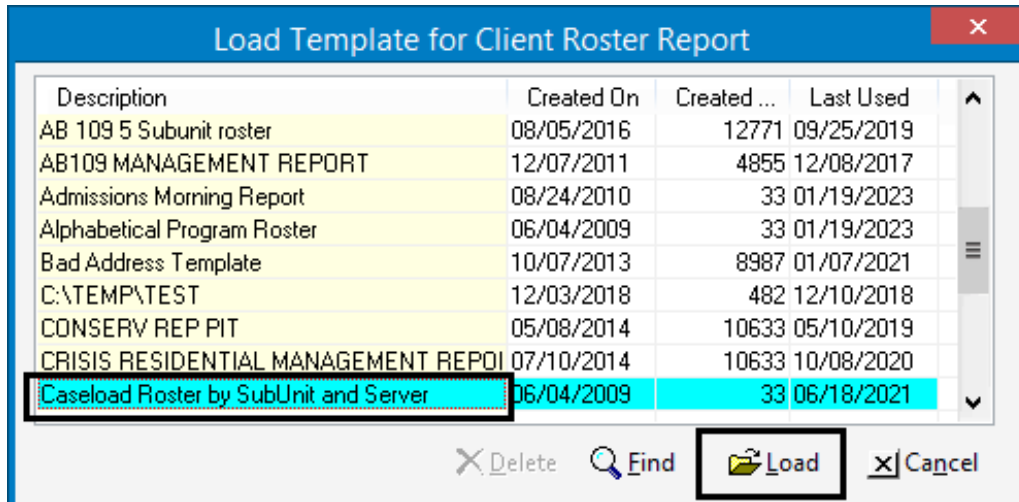 Load Template for Client Roster Report
Description Created On Created ... Last Used
AB 109 5 Subunit roster 08/05/2016 12771 09/25/2019
AB109 MANAGEMENT REPORT 12/07/2011 4855 12/08/2017
Admissions Morning Report 08/24/2010 33 01/19/2023
Alphabetical Program Roster 06/04/2009 33 01/19/2023
Bad Address Template 10/07/2013 8987 01/07/2021
C:\TEMP\TEST 12/03/2018 482 12/10/2018
CONSERV REP PIT 05/08/2014 10633 05/10/2019
CRISIS RESIDENTIAL MANAGEMENT REPOI 07/10/2014 10633 10/08/2020
Caseload Roster by SubUnit and Server 06/04/2009 33 06/18/2021
Delete Find Load Cancel